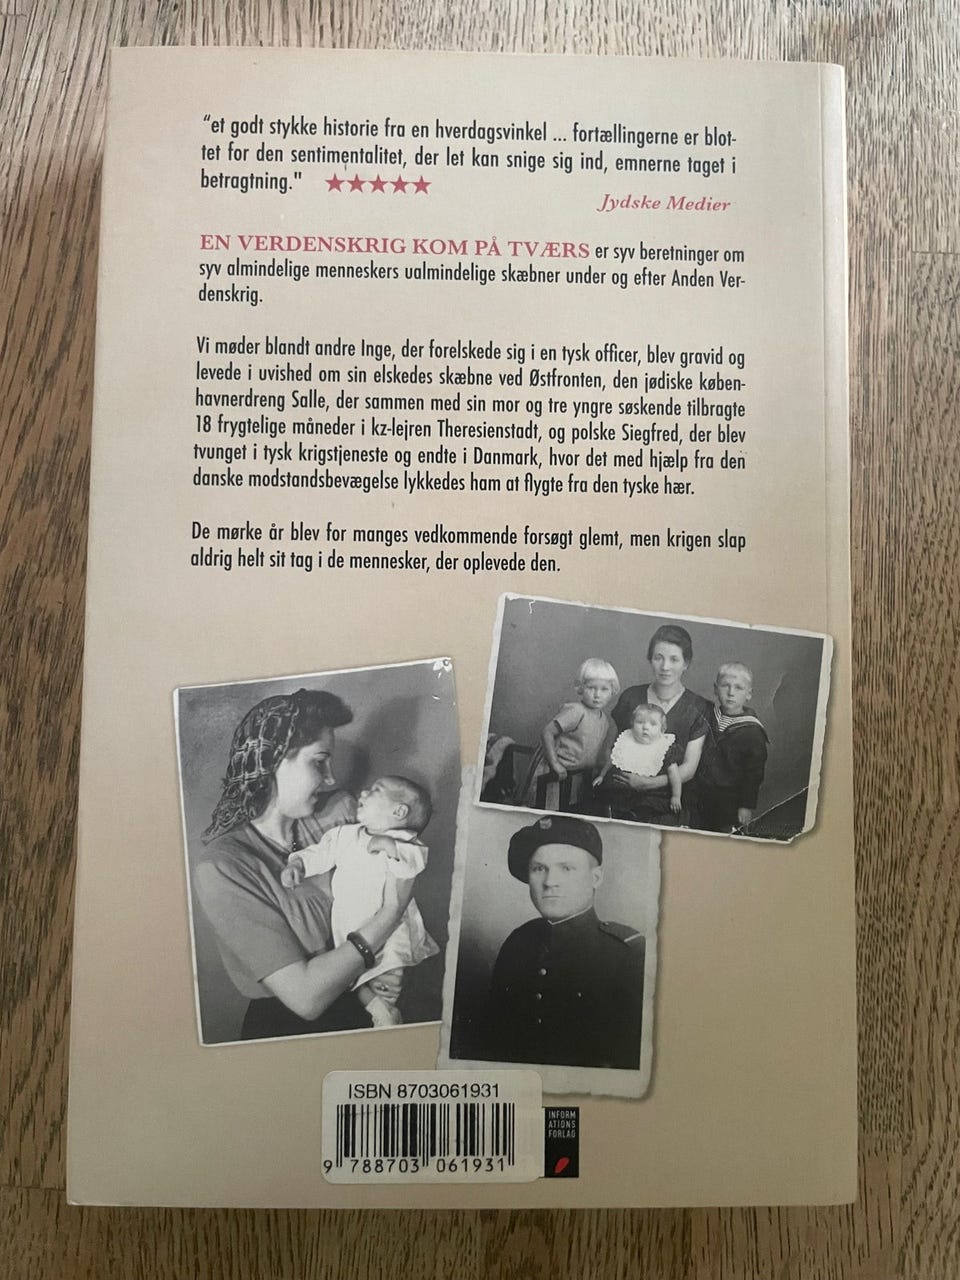 “et godt stykke historie fra en hverdagsvinkel ... fortællingerne er blot-
tet for den sentimentalitet, der let kan snige sig ind, emnerne taget i
betragtning."
Jydske Medier
EN VERDENSKRIG KOM PÅ TVÆRS er syv beretninger om
syv almindelige menneskers ualmindelige skæbner under og efter Anden Ver-
denskrig.
Vi møder blandt andre Inge, der forelskede sig i en tysk officer, blev gravid og
levede i uvished om sin elskedes skæbne ved Østfronten, den jødiske køben-
havnerdreng Salle, der sammen med sin mor og tre yngre søskende tilbragte
18 frygtelige måneder i kz-lejren Theresienstadt, og polske Siegfred, der blev
tvunget i tysk krigstjeneste og endte i Danmark, hvor det med hjælp fra den
danske modstandsbevægelse lykkedes ham at flygte fra den tyske hær.
De mørke år blev for manges vedkommende forsøgt glemt, men krigen slap
aldrig helt sit tag i de mennesker, der oplevede den.
ISBN 8703061931
9 788703 061931
INFORM
ATIONS
FORLAG